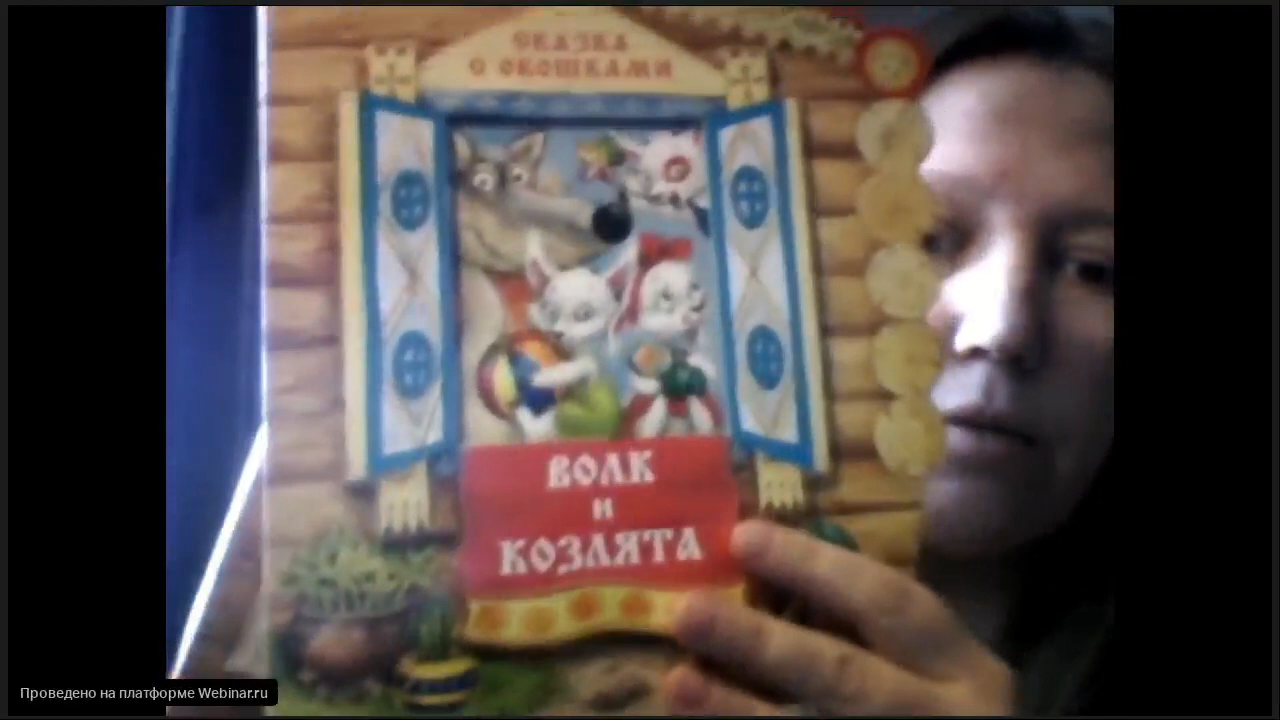 СКАЗКА
С ОКОШКАМИ
ВОЛК
и
КОЗЛЯТА
Проведено на платформе Webinar.ru